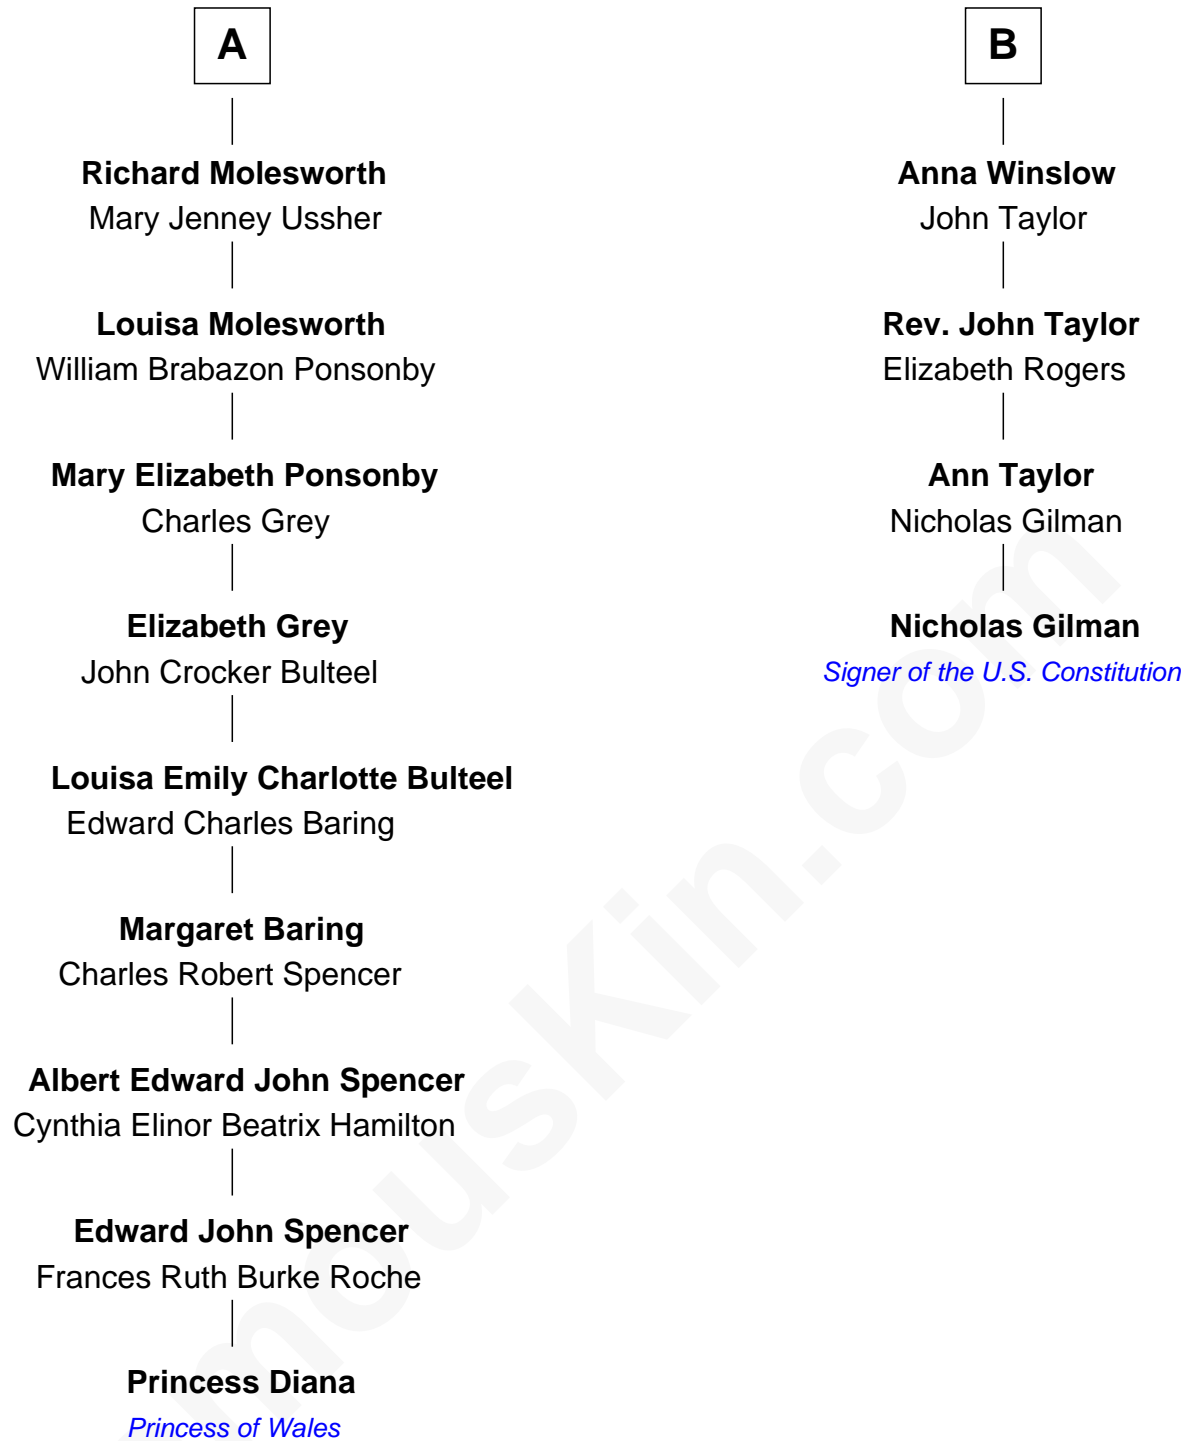 A
Richard Molesworth
Mary Jenney Ussher
Louisa Molesworth
William Brabazon Ponsonby
Mary Elizabeth Ponsonby
Charles Grey
Elizabeth Grey
John Crocker Bulteel
Louisa Emily Charlotte Bulteel
Edward Charles Baring
Margaret Baring
Charles Robert Spencer
Albert Edward John Spencer
Cynthia Elinor Beatrix Hamilton
Edward John Spencer
Frances Ruth Burke Roche
Princess Diana
Princess of Wales
B
Anna Winslow
John Taylor
Rev. John Taylor
Elizabeth Rogers
Ann Taylor
Nicholas Gilman
Nicholas Gilman
Signer of the U.S. Constitution
mouskin.com